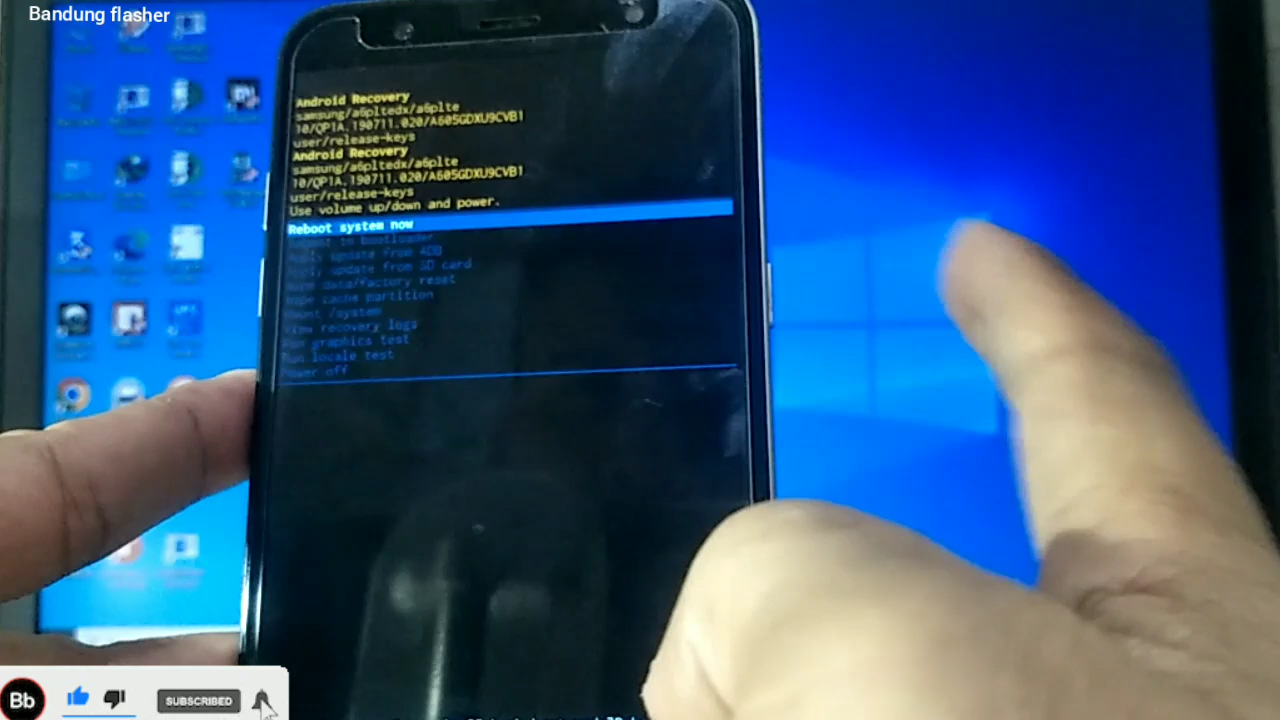 Bandung flasher
Android Recovery
samsung/a6pltedx/a6plte
10/QP1A.190711.020/A605GDXU9CVB1
user/release-keys
Android Recovery
samsung/a6pltedx/a6plte
10/QP1A.190711.020/A605GDXU9CVB1
user/release-keys
Use volume up/down and power.
Reboot system now
Reboot to bootloader
Apply update from ADB
Apply update from SD card
Wipe data/factory reset
Wipe cache partition
Mount /system
View recovery logs
Run graphics test
Run locale test
Power off
Bb
SUBSCRIBED